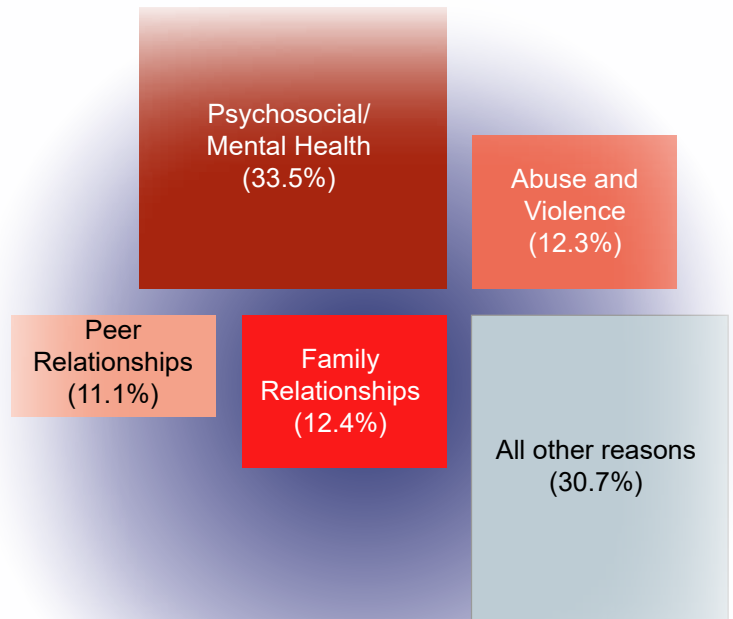 Psychosocial/
Mental Health
(33.5%)
Abuse and
Violence
(12.3%)
Peer
Relationships
(11.1%)
Family
Relationships
(12.4%)
All other reasons
(30.7%)